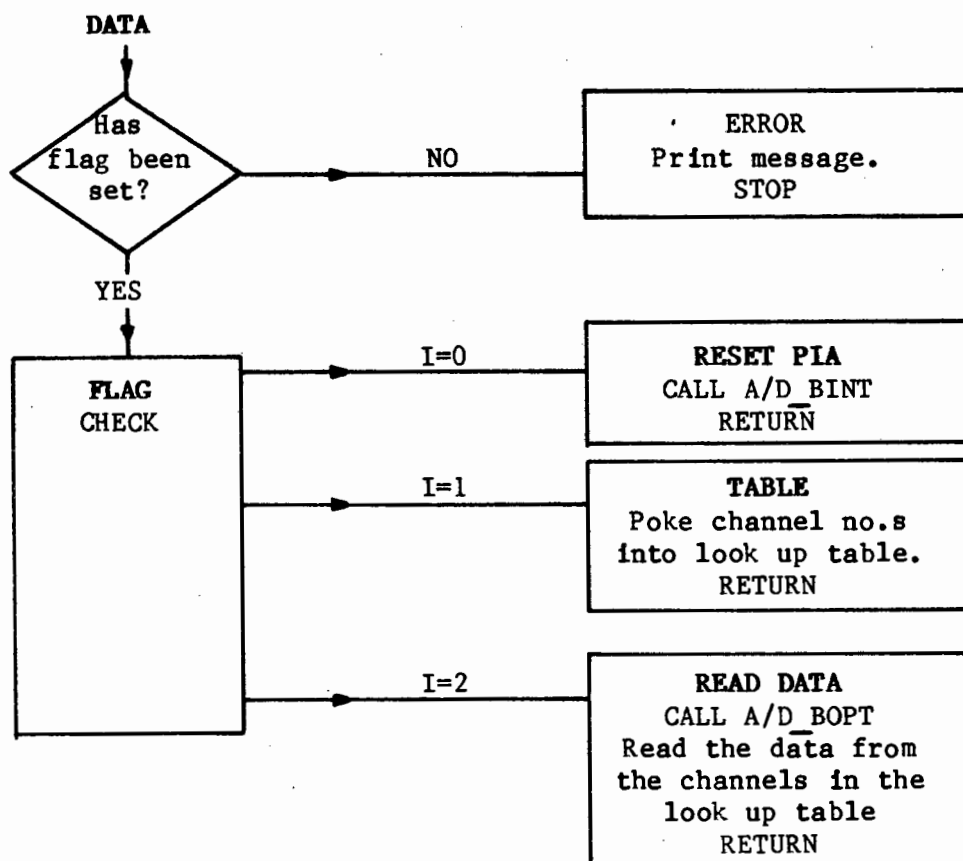 DATA
Has
flag been
set?
NO
ERROR
Print message.
STOP
YES
FLAG
CHECK
I=0
RESET PIA
CALL A/D_BINT
RETURN
I=1
TABLE
Poke channel no.s
into look up table.
RETURN
I=2
READ DATA
CALL A/D_BOPT
Read the data from
the channels in the
look up table
RETURN